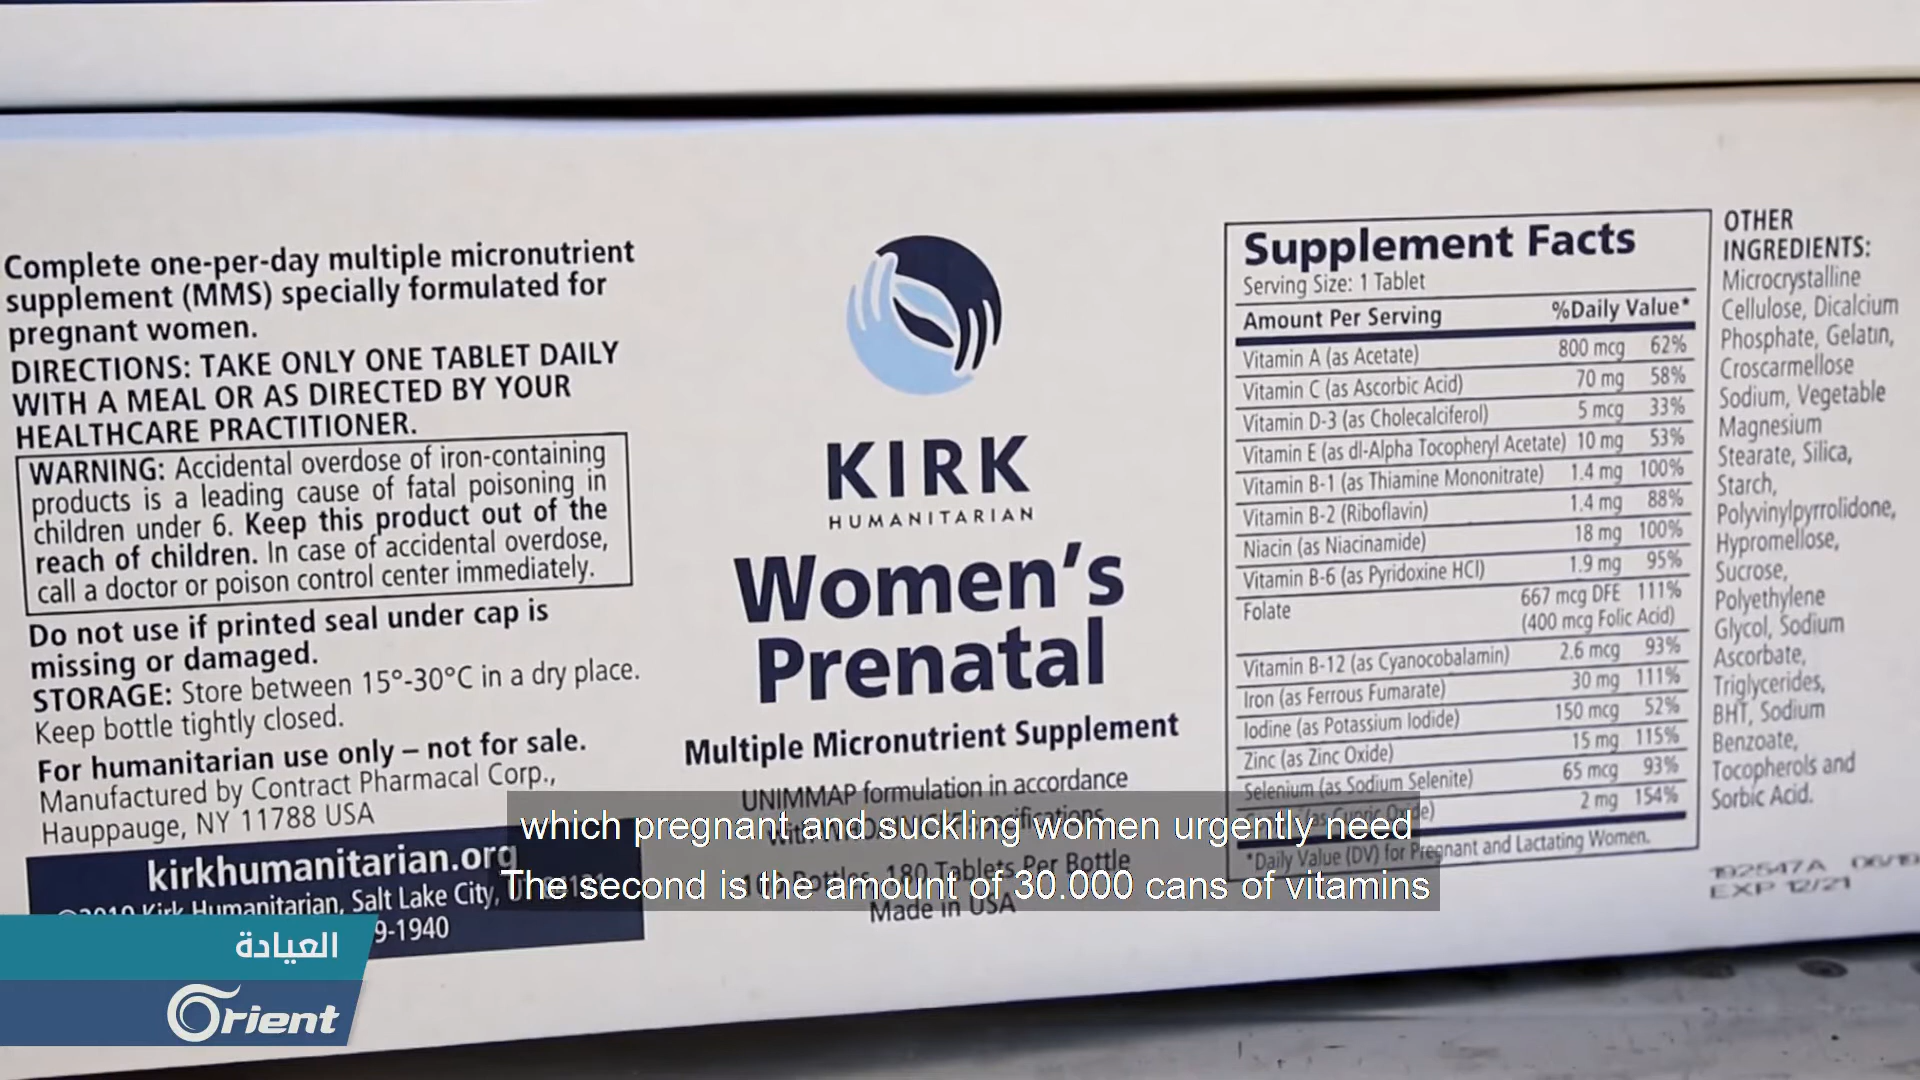 Complete one-per-day multiple micronutrient
supplement (MMS) specially formulated for
pregnant women.
DIRECTIONS: TAKE ONLY ONE TABLET DAILY
WITH A MEAL OR AS DIRECTED BY YOUR
HEALTHCARE PRACTITIONER.
WARNING: Accidental overdose of iron-containing
products is a leading cause of fatal poisoning in
children under 6. Keep this product out of the
reach of children. In case of accidental overdose,
call a doctor or poison control center immediately.
Do not use if printed seal under cap is
missing or damaged.
STORAGE: Store between 15°-30°C in a dry place.
Keep bottle tightly closed.
For humanitarian use only – not for sale.
Manufactured by Contract Pharmacal Corp.,
Hauppauge, NY 11788 USA
kirkhumanitarian.org
Kirk Humanitarian, Salt Lake City,
9-1940
KIRK
HUMANITARIAN
Women's
Prenatal
Multiple Micronutrient Supplement
UNIMMAP formulation in accordance
180 Tablets Per Bottle
Made in USA
Supplement Facts
Serving Size: 1 Tablet
Amount Per Serving %Daily Value*
Vitamin A (as Acetate) 800 mcg 62%
Vitamin C (as Ascorbic Acid) 70 mg 58%
Vitamin D-3 (as Cholecalciferol) 5 mcg 33%
Vitamin E (as dl-Alpha Tocopheryl Acetate) 10 mg 53%
Vitamin B-1 (as Thiamine Mononitrate) 1.4 mg 100%
Vitamin B-2 (Riboflavin) 1.4 mg 88%
Niacin (as Niacinamide) 18 mg 100%
Vitamin B-6 (as Pyridoxine HCl) 1.9 mg 95%
Folate 667 mcg DFE 111%
(400 mcg Folic Acid)
Vitamin B-12 (as Cyanocobalamin) 2.6 mcg 93%
Iron (as Ferrous Fumarate) 30 mg 111%
Iodine (as Potassium Iodide) 150 mcg 52%
Zinc (as Zinc Oxide) 15 mg 115%
Selenium (as Sodium Selenite) 65 mcg 93%
2 mg 154%
*Daily Value (DV) for Pregnant and Lactating Women.
OTHER
INGREDIENTS:
Microcrystalline
Cellulose, Dicalcium
Phosphate, Gelatin,
Croscarmellose
Sodium, Vegetable
Magnesium
Stearate, Silica,
Starch,
Polyvinylpyrrolidone,
Hypromellose,
Sucrose,
Polyethylene
Glycol, Sodium
Ascorbate,
Triglycerides,
BHT, Sodium
Benzoate,
Tocopherols and
Sorbic Acid.
192547A 06/19
EXP 12/21
which pregnant and suckling women urgently need
The second is the amount of 30.000 cans of vitamins
العيادة
Orient